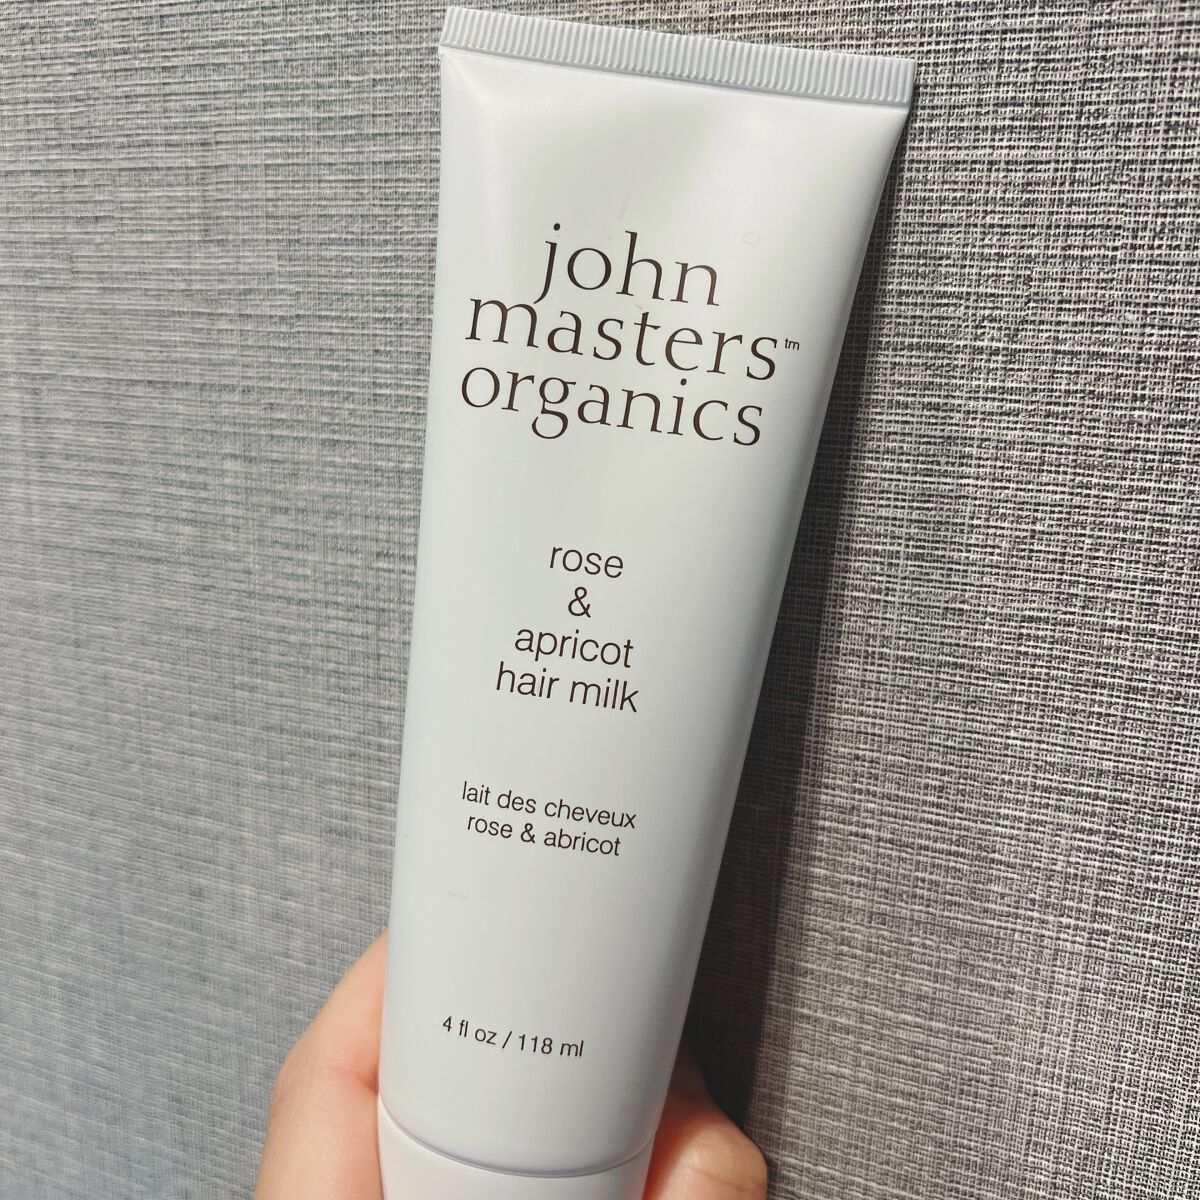 john
masters™
organics
rose
&
apricot
hair milk
lait des cheveux
rose & abricot
4 fl oz / 118 ml